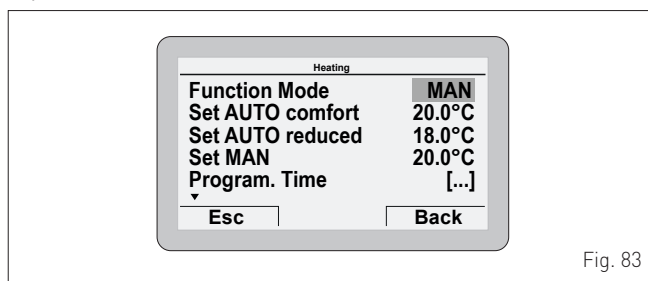 Heating
Function Mode MAN
Set AUTO comfort 20.0°C
Set AUTO reduced 18.0°C
Set MAN 20.0°C
Program. Time [...]
Esc Back
Fig. 83